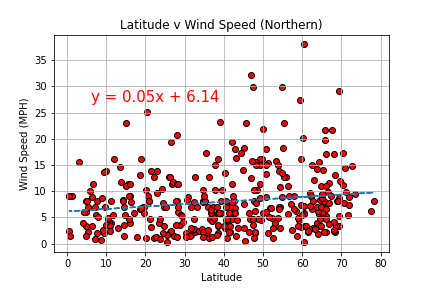 Latitude v Wind Speed (Northern)
y = 0.05x + 6.14
Wind Speed (MPH)
35
30
25
20
15
10
5
0
0 10 20 30 40 50 60 70 80
Latitude